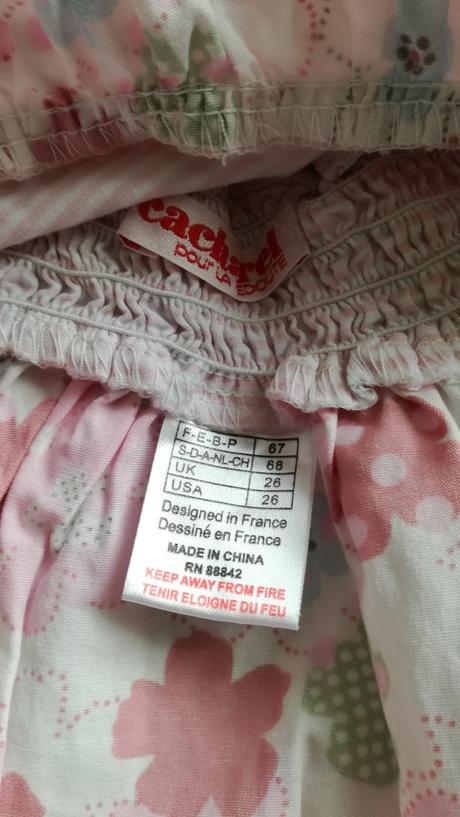 cacharel
pour LA REDOUTE
F-E-B-P 67
S-D-A-NL-CH 68
UK 26
USA 26
Designed in France
Dessiné en France
MADE IN CHINA
RN 88842
KEEP AWAY FROM FIRE
TENIR ELOIGNE DU FEU